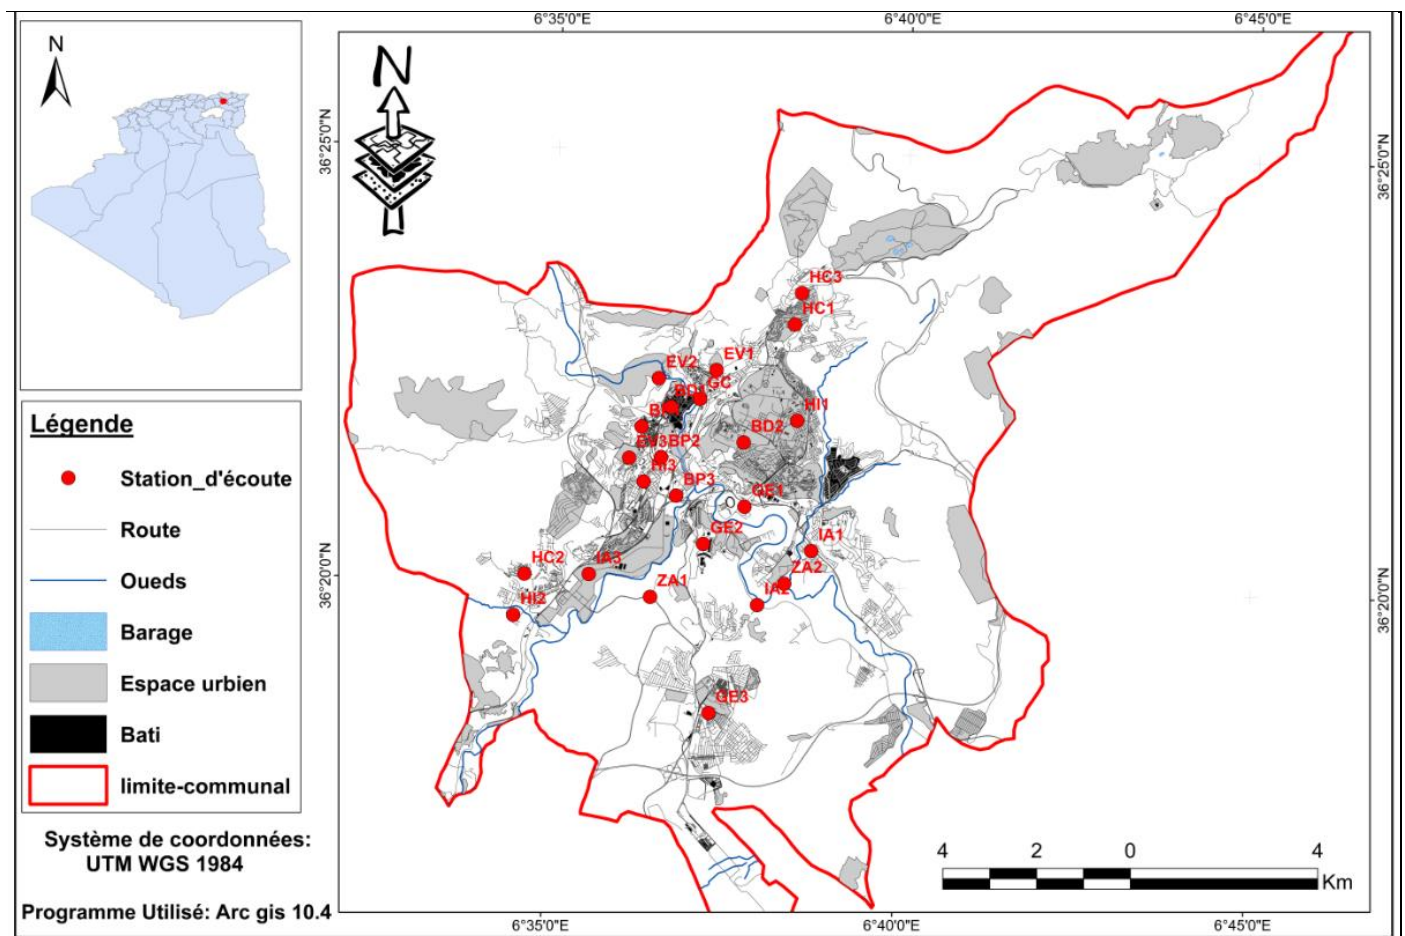 6°35'0"E
6°40'0"E
6°45'0"E
N
N
36°25'0"N
36°25'0"N
HC3
HC1
EV1
EV2
GC
HI1
BD2
EV3
BP2
HI3
BP3
GE1
GE2
IA1
HC2
IA3
ZA2
ZA1
IA2
HI2
GE3
36°20'0"N
36°20'0"N
Légende
Station_d'écoute
Route
Oueds
Barage
Espace urbien
Bati
limite-communal
Système de coordonnées:
UTM WGS 1984
Programme Utilisé: Arc gis 10.4
4 2 0 4
Km
6°35'0"E
6°40'0"E
6°45'0"E